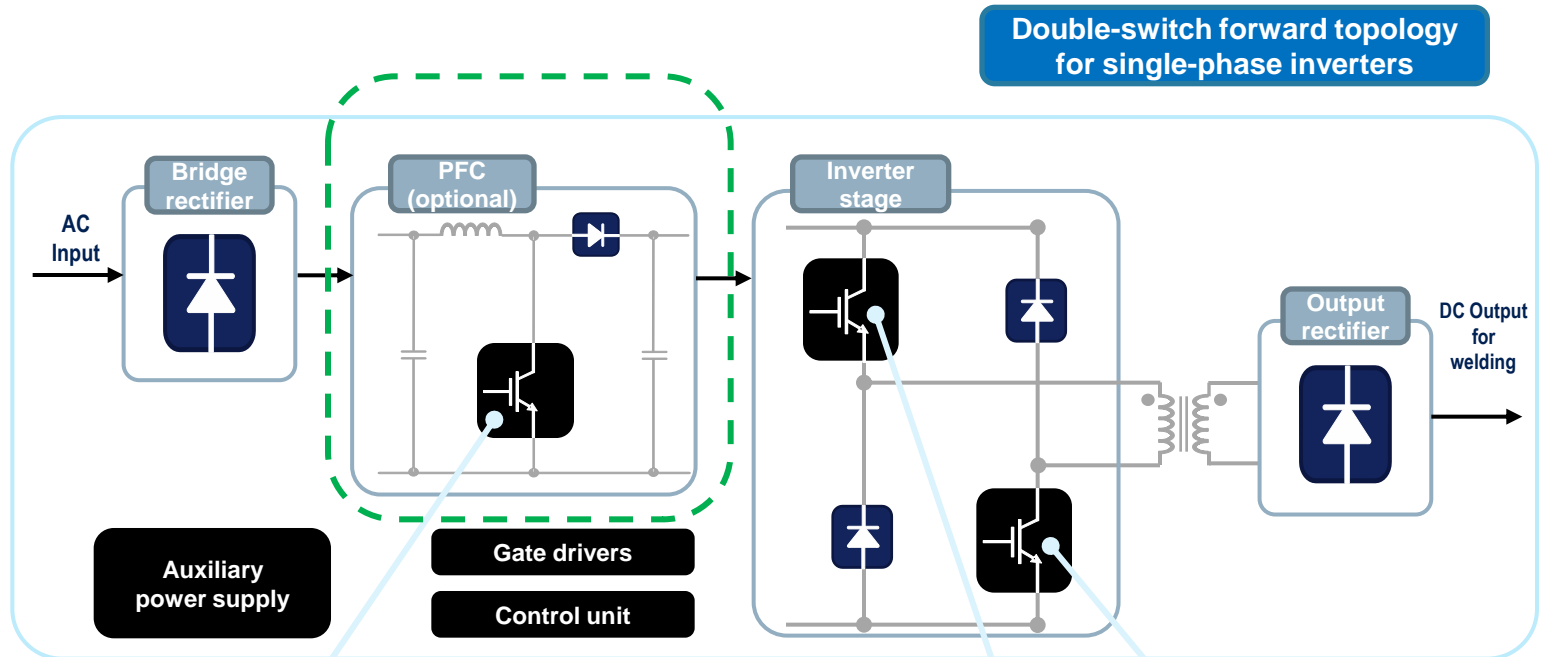 Double-switch forward topology
for single-phase inverters
Bridge
rectifier
PFC
(optional)
Inverter
stage
AC
Input
Output
rectifier
DC Output
for
welding
Auxiliary
power supply
Gate drivers
Control unit